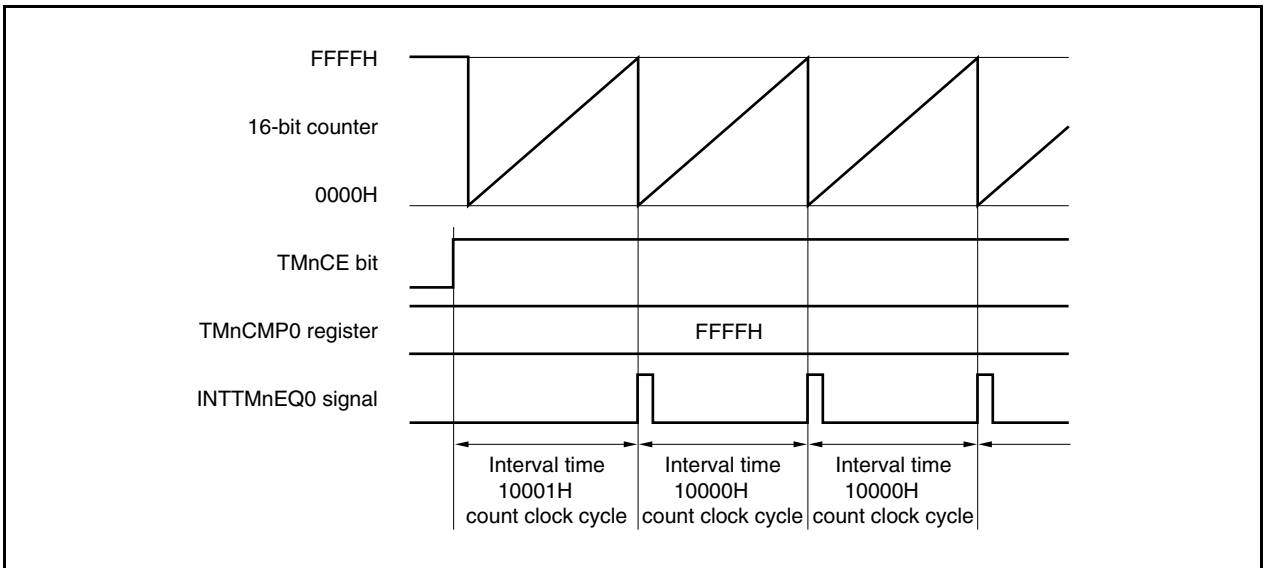 FFFFH
16-bit counter
0000H
TMnCE bit
TMnCMP0 register
FFFFH
INTTMnEQ0 signal
Interval time
10001H
count clock cycle
Interval time
10000H
count clock cycle
Interval time
10000H
count clock cycle